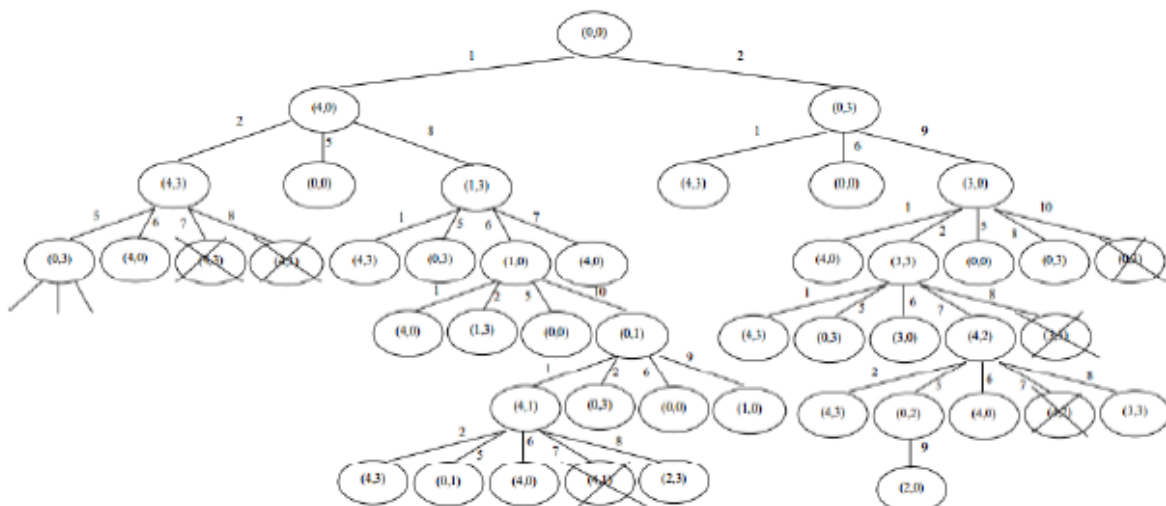 (0,0)
1 2
(4,0) (0,3)
2 5 8 1 6 9
(4,3) (0,0) (1,3) (4,3) (0,0) (3,0)
5 6 7 8 1 5 6 7 1 2 5 8 10
(0,3) (4,0) (4,3) (0,3) (1,0) (4,0) (4,0) (3,3) (0,0) (0,3)
1 2 5 10 1 5 6 7 8
(4,0) (1,3) (0,0) (0,1) (4,3) (0,3) (3,0) (4,2)
1 2 6 9 2 5 6 7 8
(4,1) (0,3) (0,0) (1,0) (4,3) (0,2) (4,0) (3,3)
2 5 6 7 8 9
(4,3) (0,1) (4,0) (4,1) (2,3) (2,0)